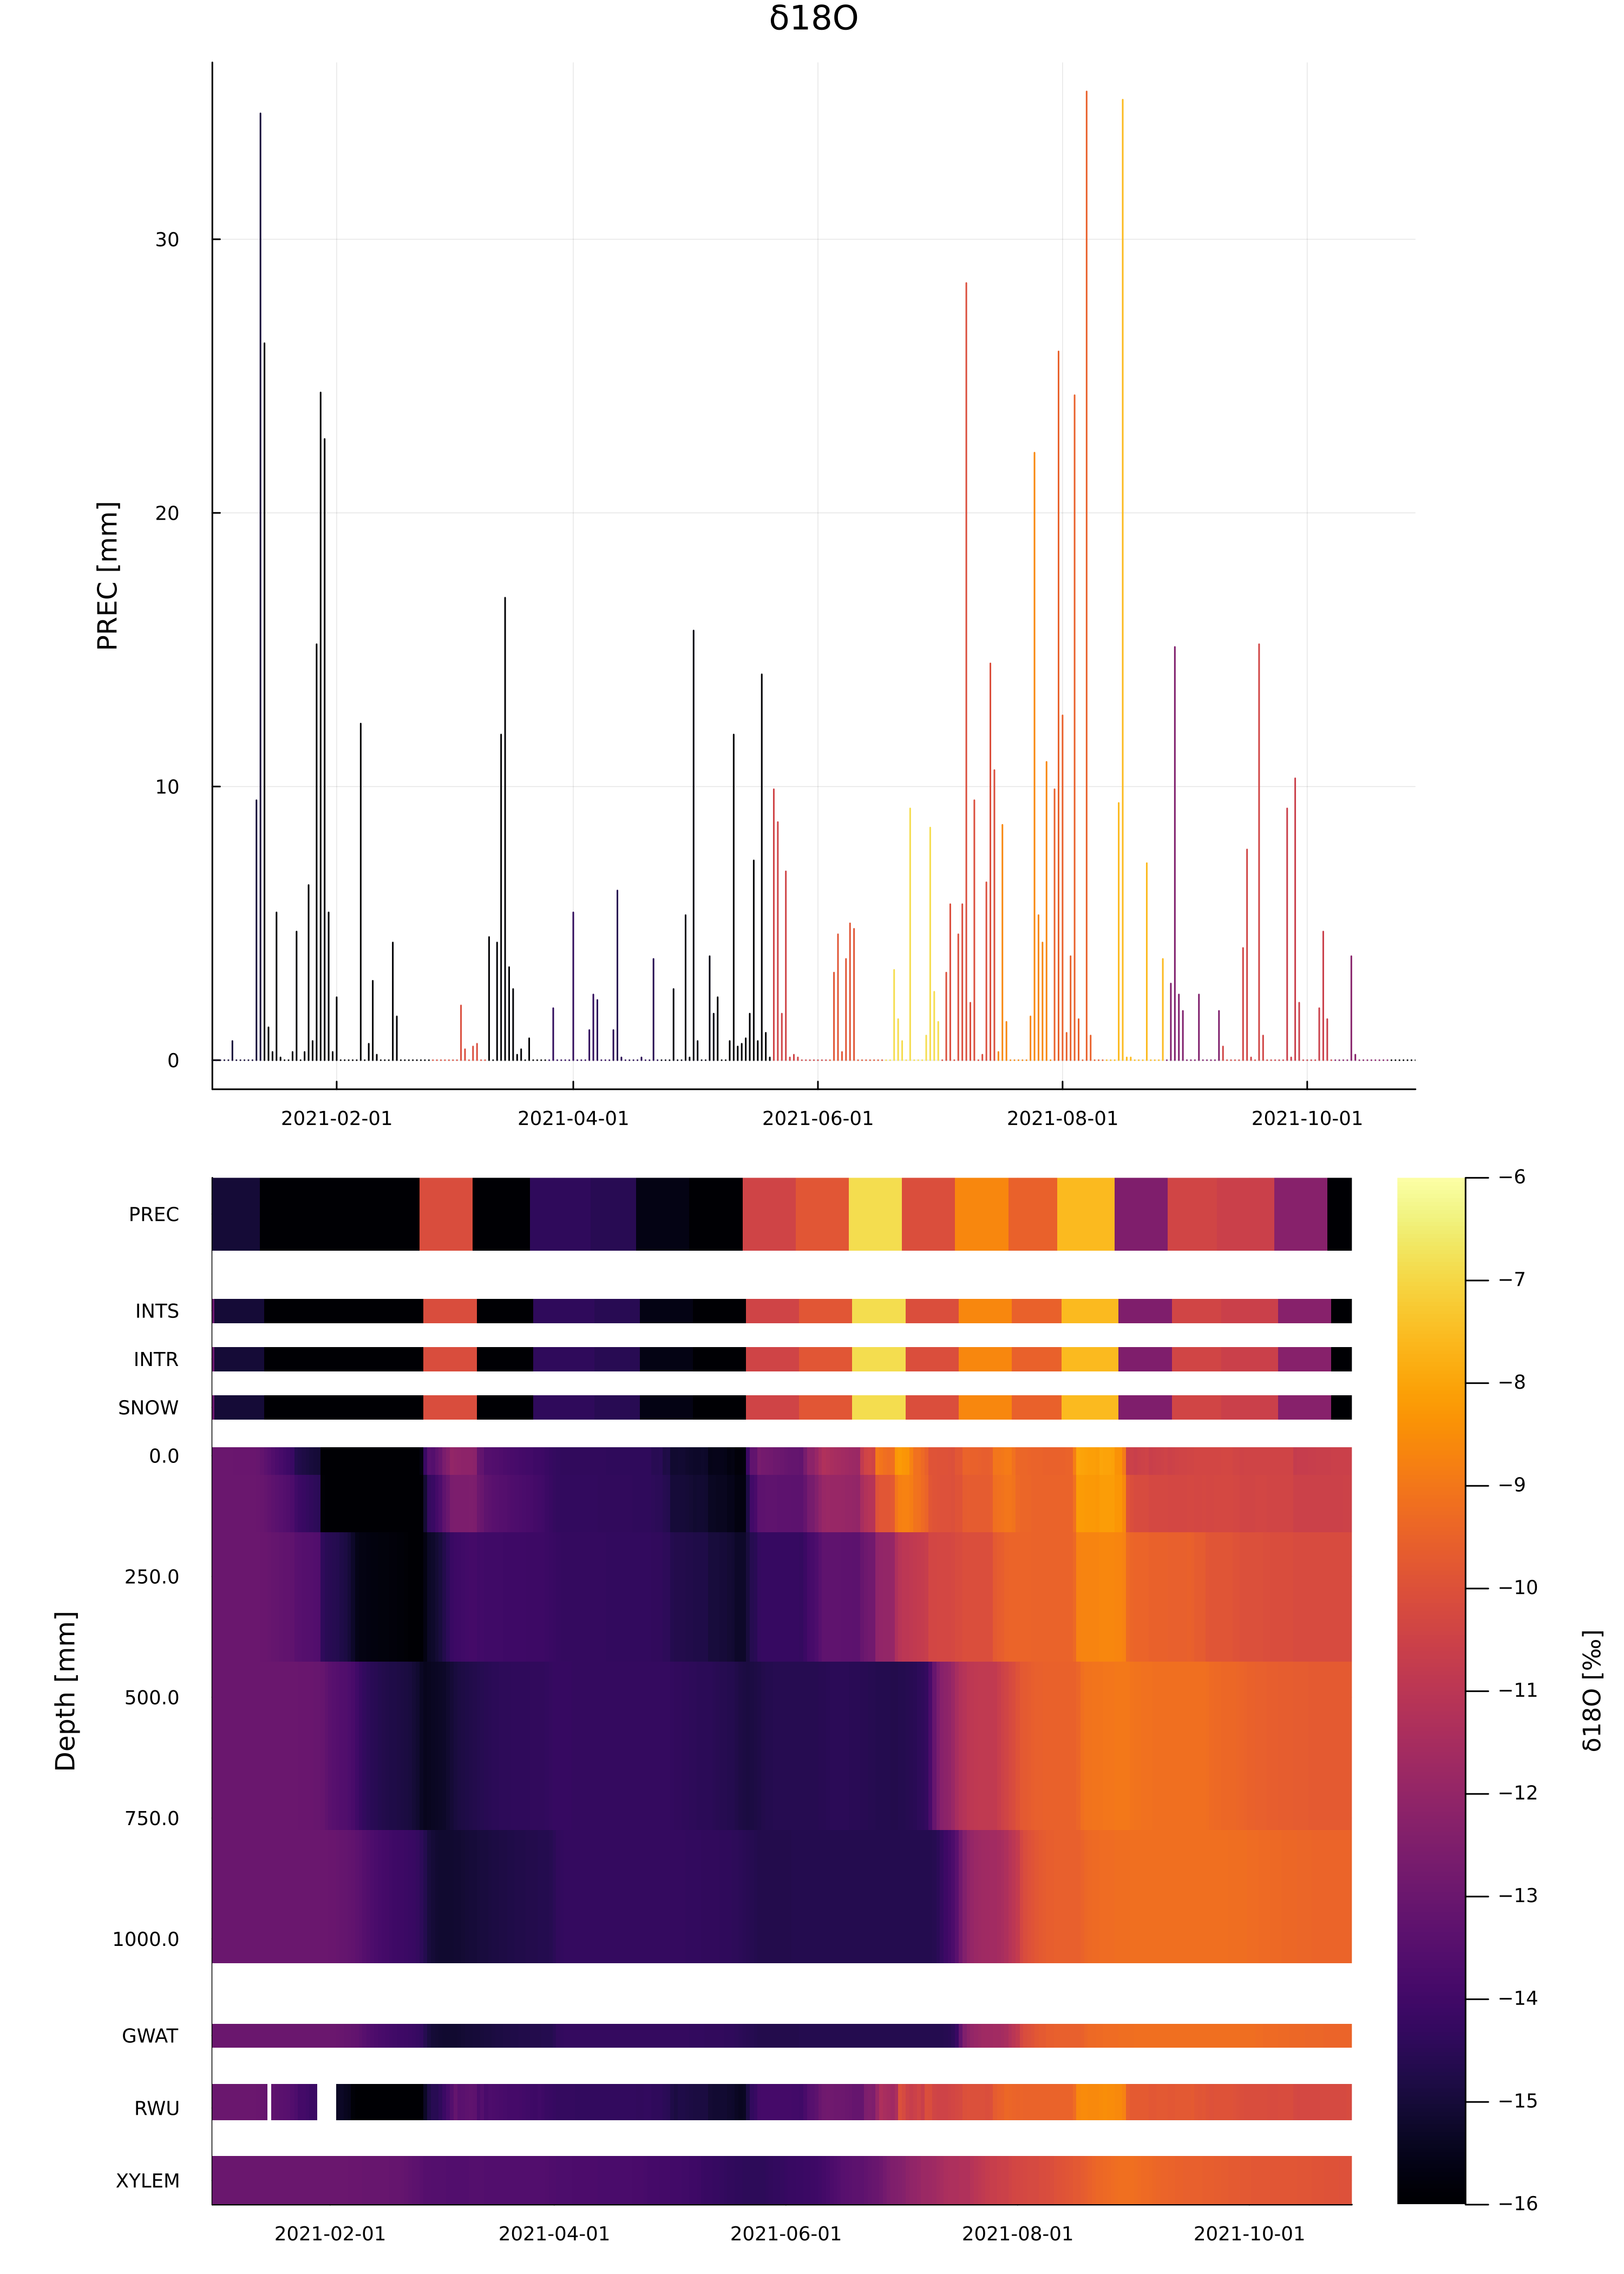 δ18O
PREC [mm]
30
20
10
0
2021-02-01 2021-04-01 2021-06-01 2021-08-01 2021-10-01
PREC
INTS
INTR
SNOW
0.0
250.0
500.0
750.0
1000.0
GWAT
RWU
XYLEM
Depth [mm]
2021-02-01 2021-04-01 2021-06-01 2021-08-01 2021-10-01
−6
−7
−8
−9
−10
−11
−12
−13
−14
−15
−16
δ18O [‰]